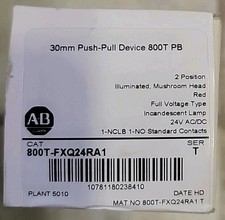 30mm Push-Pull Device 800T PB
2 Position
Illuminated, Mushroom Head
Red
Full Voltage Type
Incandescent Lamp
24V AC/DC
1-NCLB 1-NO Standard Contacts
AB
CAT
SER
800T-FXQ24RA1
T
10781180238410
PLANT 5010
DATE HD
MAT NO 800T-FXQ24RA1 T